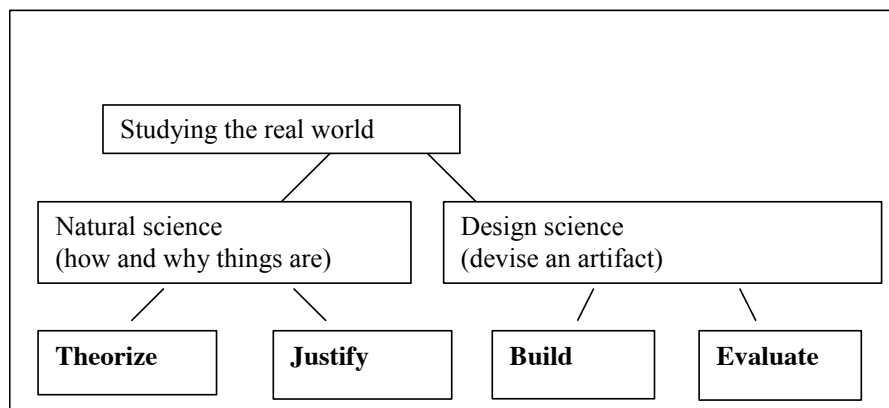 Studying the real world
Natural science
(how and why things are)
Design science
(devise an artifact)
Theorize
Justify
Build
Evaluate